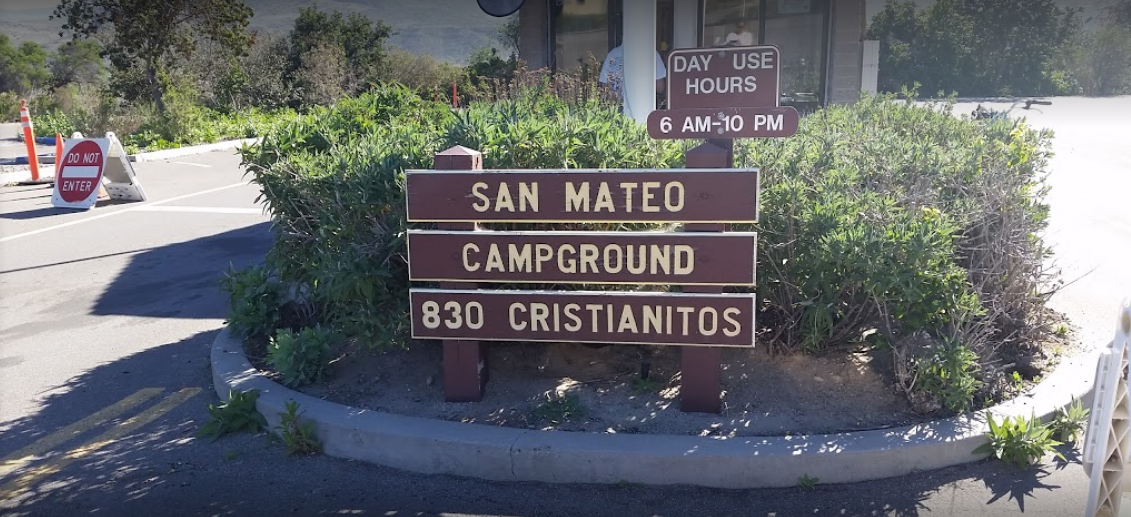 DAY USE
HOURS
6 AM-10 PM
DO NOT
ENTER
SAN MATEO
CAMPGROUND
830 CRISTIANITOS